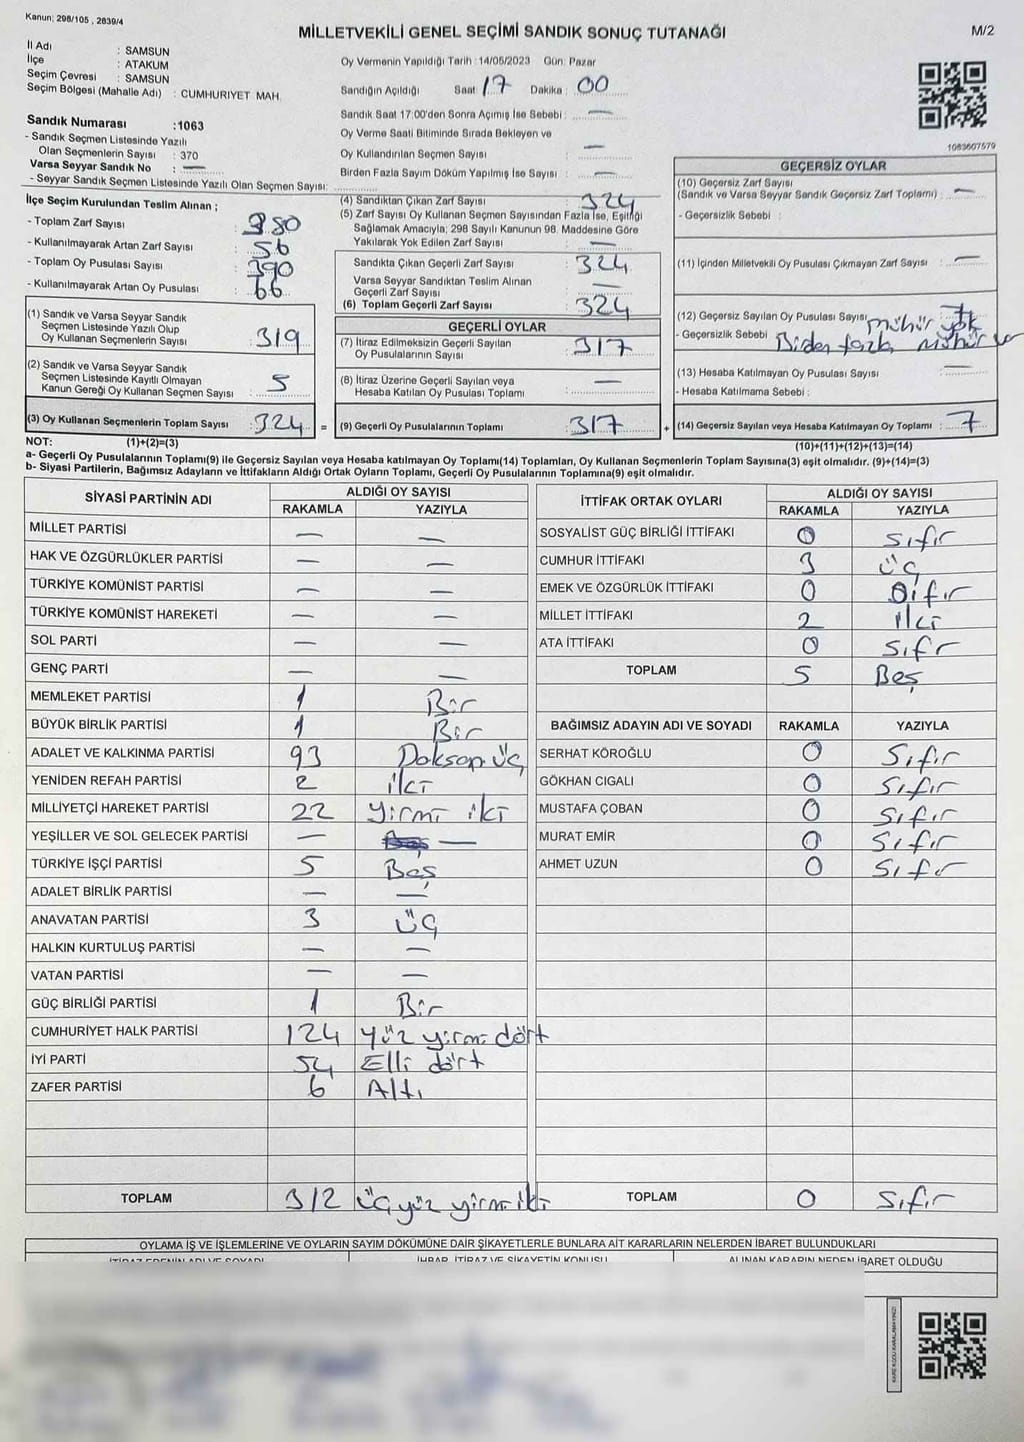 Kanun; 298/105 , 2839/4
MİLLETVEKİLİ GENEL SEÇİMİ SANDIK SONUÇ TUTANAĞI
M/2
İl Adı : SAMSUN
İlçe : ATAKUM
Seçim Çevresi : SAMSUN
Seçim Bölgesi (Mahalle Adı) : CUMHURIYET MAH.
Sandık Numarası :1063
- Sandık Seçmen Listesinde Yazılı
Olan Seçmenlerin Sayısı : 370
Varsa Seyyar Sandık No : —
- Seyyar Sandık Seçmen Listesinde Yazılı Olan Seçmen Sayısı:
Oy Vermenin Yapıldığı Tarih : 14/05/2023 Gün: Pazar
Sandığın Açıldığı Saat 17 Dakika : 00
Sandık Saat 17:00'den Sonra Açımış İse Sebebi : —
Oy Verme Saati Bitiminde Sırada Bekleyen ve
Oy Kullandırılan Seçmen Sayısı : —
Birden Fazla Sayım Döküm Yapılmış İse Sayısı : —
1063607579
İlçe Seçim Kurulundan Teslim Alınan ;
- Toplam Zarf Sayısı : 380
- Kullanılmayarak Artan Zarf Sayısı : 56
- Toplam Oy Pusulası Sayısı : 390
- Kullanılmayarak Artan Oy Pusulası : 66
(1) Sandık ve Varsa Seyyar Sandık
Seçmen Listesinde Yazılı Olup
Oy Kullanan Seçmenlerin Sayısı : 319
(2) Sandık ve Varsa Seyyar Sandık
Seçmen Listesinde Kayıtlı Olmayan
Kanun Gereği Oy Kullanan Seçmen Sayısı : 5
(3) Oy Kullanan Seçmenlerin Toplam Sayısı : 324 =
(4) Sandıktan Çıkan Zarf Sayısı : 324
(5) Zarf Sayısı Oy Kullanan Seçmen Sayısından Fazla İse, Eşitliği
Sağlamak Amacıyla; 298 Sayılı Kanunun 98. Maddesine Göre
Yakılarak Yok Edilen Zarf Sayısı : —
Sandıkta Çıkan Geçerli Zarf Sayısı : 324
Varsa Seyyar Sandıktan Teslim Alınan
Geçerli Zarf Sayısı : —
(6) Toplam Geçerli Zarf Sayısı : 324
GEÇERLİ OYLAR
(7) İtiraz Edilmeksizin Geçerli Sayılan
Oy Pusulalarının Sayısı : 317
(8) İtiraz Üzerine Geçerli Sayılan veya
Hesaba Katılan Oy Pusulası Toplamı : —
(9) Geçerli Oy Pusulalarının Toplamı : 317 +
GEÇERSİZ OYLAR
(10) Geçersiz Zarf Sayısı
(Sandık ve Varsa Seyyar Sandık Geçersiz Zarf Toplamı) : —
- Geçersizlik Sebebi :
(11) İçinden Milletvekili Oy Pusulası Çıkmayan Zarf Sayısı : —
(12) Geçersiz Sayılan Oy Pusulası Sayısı : 7
mühür yok
- Geçersizlik Sebebi : Birden fazla mühür
(13) Hesaba Katılmayan Oy Pusulası Sayısı : —
- Hesaba Katılmama Sebebi :
(14) Geçersiz Sayılan veya Hesaba Katılmayan Oy Toplamı : 7
NOT: (1)+(2)=(3)
(10)+(11)+(12)+(13)=(14)
a- Geçerli Oy Pusulalarının Toplamı(9) ile Geçersiz Sayılan veya Hesaba katılmayan Oy Toplamı(14) Toplamları, Oy Kullanan Seçmenlerin Toplam Sayısına(3) eşit olmalıdır. (9)+(14)=(3)
b- Siyasi Partilerin, Bağımsız Adayların ve İttifakların Aldığı Ortak Oyların Toplamı, Geçerli Oy Pusulalarının Toplamına(9) eşit olmalıdır.
SİYASİ PARTİNİN ADI ALDIĞI OY SAYISI
RAKAMLA YAZIYLA
MİLLET PARTİSİ — —
HAK VE ÖZGÜRLÜKLER PARTİSİ — —
TÜRKİYE KOMÜNİST PARTİSİ — —
TÜRKİYE KOMÜNİST HAREKETİ — —
SOL PARTİ — —
GENÇ PARTİ — —
MEMLEKET PARTİSİ 1 Bir
BÜYÜK BİRLİK PARTİSİ 1 Bir
ADALET VE KALKINMA PARTİSİ 93 Doksan üç
YENİDEN REFAH PARTİSİ 2 iki
MİLLİYETÇİ HAREKET PARTİSİ 22 yirmi iki
YEŞİLLER VE SOL GELECEK PARTİSİ — —
TÜRKİYE İŞÇİ PARTİSİ 5 Beş
ADALET BİRLİK PARTİSİ — —
ANAVATAN PARTİSİ 3 üç
HALKIN KURTULUŞ PARTİSİ — —
VATAN PARTİSİ — —
GÜÇ BİRLİĞİ PARTİSİ 1 Bir
CUMHURİYET HALK PARTİSİ 124 yüz yirmi dört
İYİ PARTİ 54 Elli dört
ZAFER PARTİSİ 6 Altı
TOPLAM 312 üçyüz yirmi iki
İTTİFAK ORTAK OYLARI ALDIĞI OY SAYISI
RAKAMLA YAZIYLA
SOSYALİST GÜÇ BİRLİĞİ İTTİFAKI 0 sıfır
CUMHUR İTTİFAKI 3 üç
EMEK VE ÖZGÜRLÜK İTTİFAKI 0 sıfır
MİLLET İTTİFAKI 2 iki
ATA İTTİFAKI 0 sıfır
TOPLAM 5 Beş
BAĞIMSIZ ADAYIN ADI VE SOYADI RAKAMLA YAZIYLA
SERHAT KÖROĞLU 0 Sıfır
GÖKHAN CIGALI 0 Sıfır
MUSTAFA ÇOBAN 0 Sıfır
MURAT EMİR 0 Sıfır
AHMET UZUN 0 Sıfır
TOPLAM 0 Sıfır
OYLAMA İŞ VE İŞLEMLERİNE VE OYLARIN SAYIM DÖKÜMÜNE DAİR ŞİKAYETLERLE BUNLARA AİT KARARLARIN NELERDEN İBARET BULUNDUKLARI
İTİRAZ EDENİN ADI VE SOYADI İHBAR, İTİRAZ VE ŞİKAYETİN KONUSU ALINAN KARARIN NEDEN İBARET OLDUĞU
KARE KODU KARALAMAYINIZ!